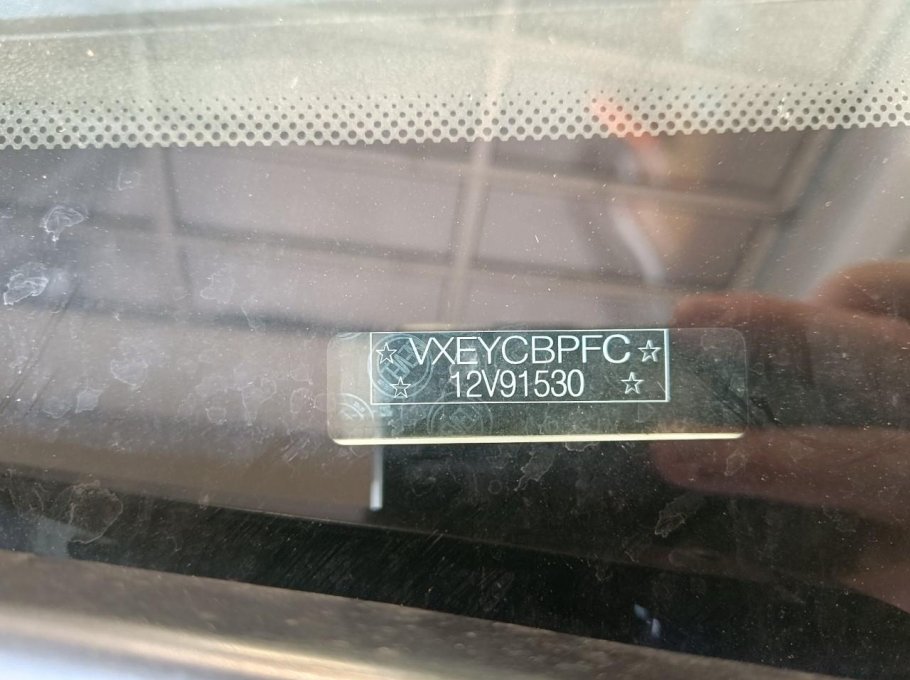 ☆ VXEYCBPFC ☆
☆ 12V91530 ☆